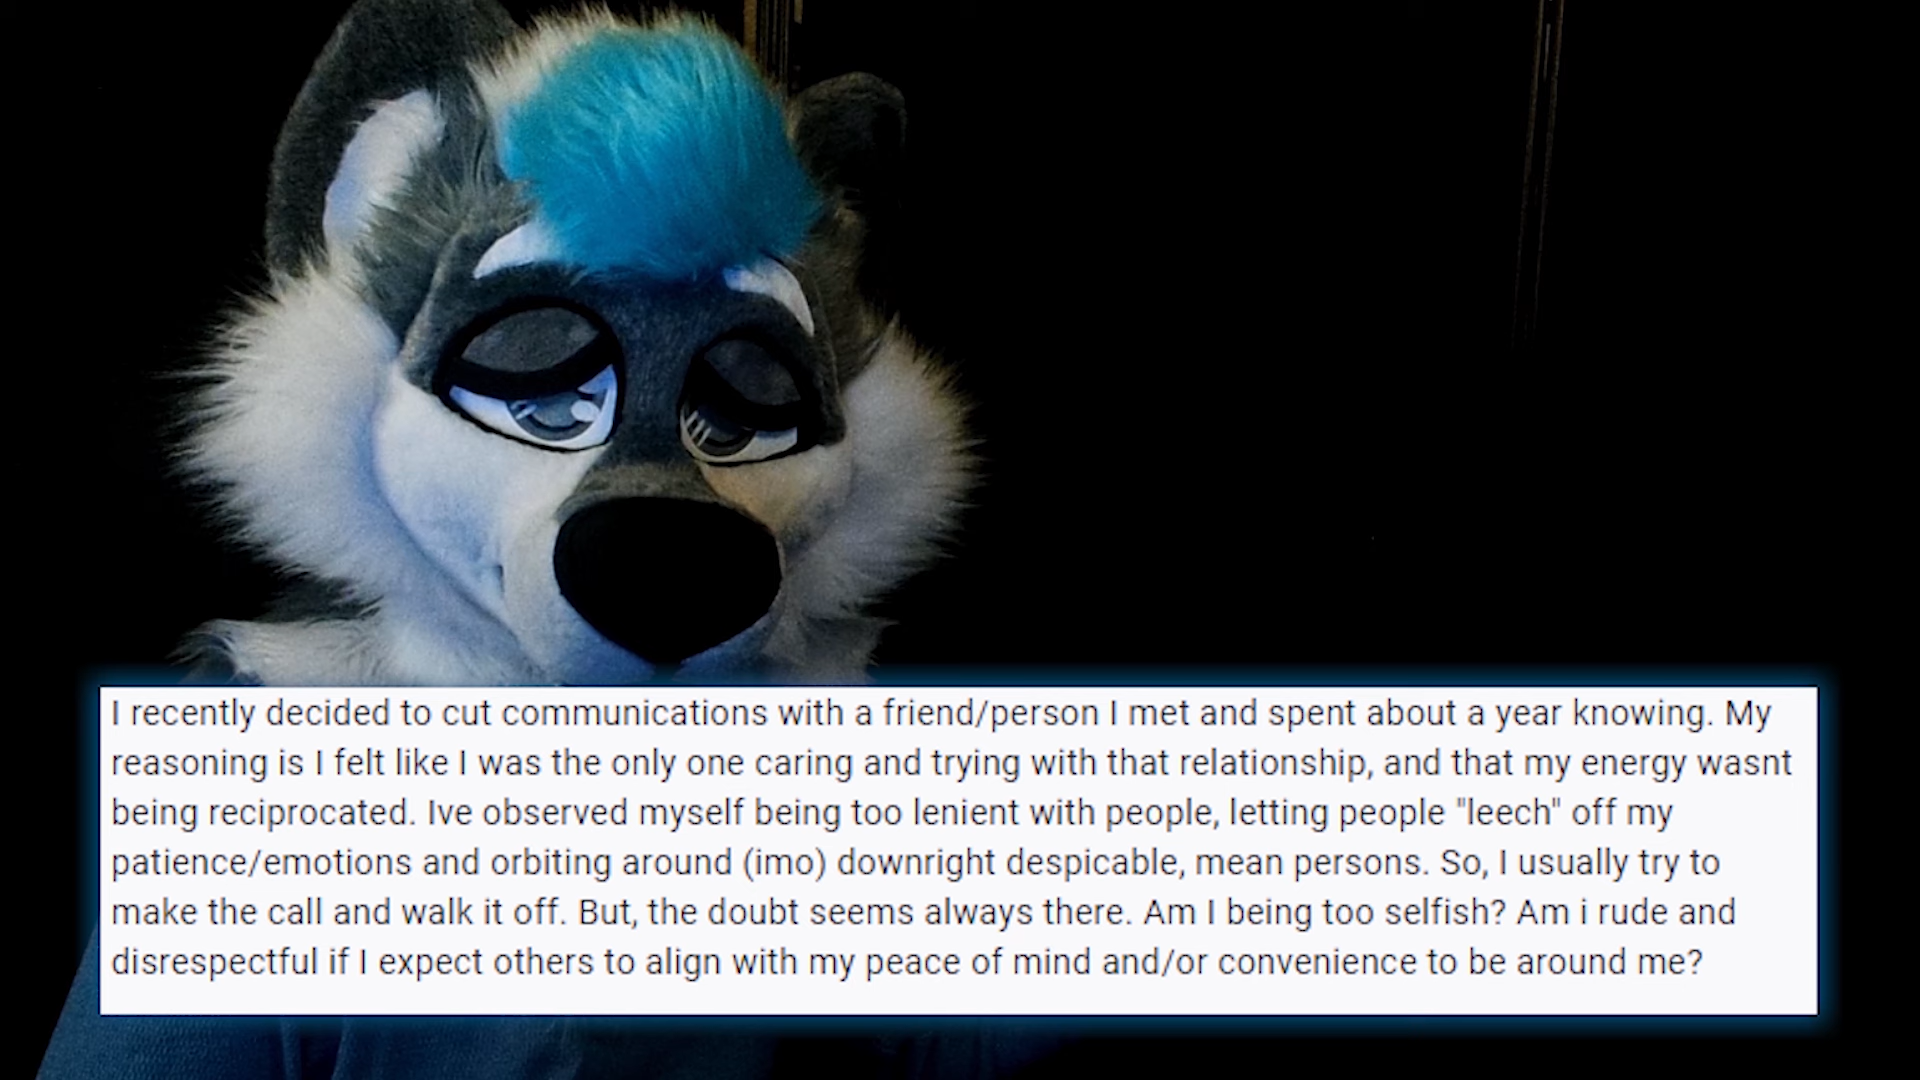 I recently decided to cut communications with a friend/person I met and spent about a year knowing. My
reasoning is I felt like I was the only one caring and trying with that relationship, and that my energy wasnt
being reciprocated. Ive observed myself being too lenient with people, letting people "leech" off my
patience/emotions and orbiting around (imo) downright despicable, mean persons. So, I usually try to
make the call and walk it off. But, the doubt seems always there. Am I being too selfish? Am i rude and
disrespectful if I expect others to align with my peace of mind and/or convenience to be around me?